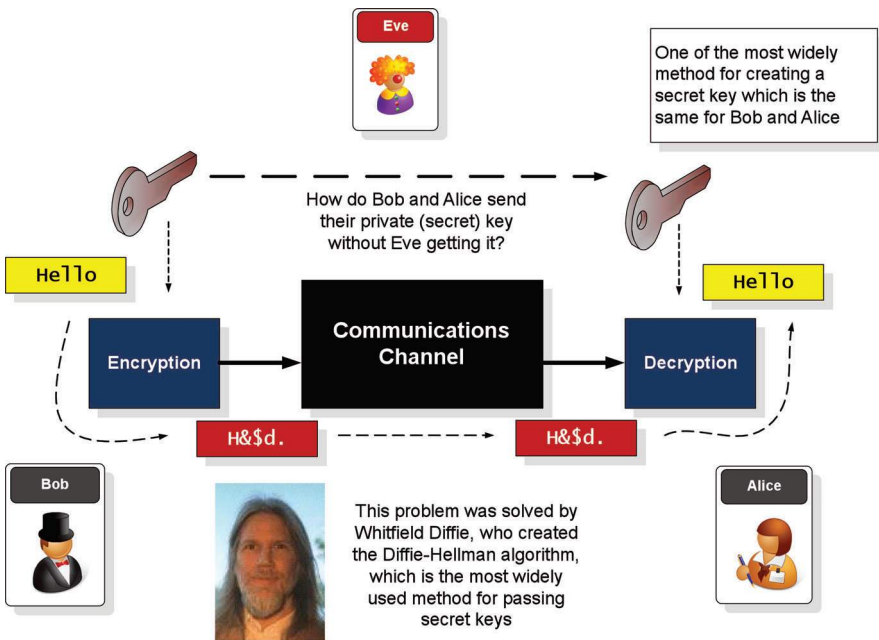 Eve
One of the most widely
method for creating a
secret key which is the
same for Bob and Alice
How do Bob and Alice send
their private (secret) key
without Eve getting it?
Hello
Hello
Encryption
Communications
Channel
Decryption
H&$d.
H&$d.
Bob
This problem was solved by
Whitfield Diffie, who created
the Diffie-Hellman algorithm,
which is the most widely
used method for passing
secret keys
Alice